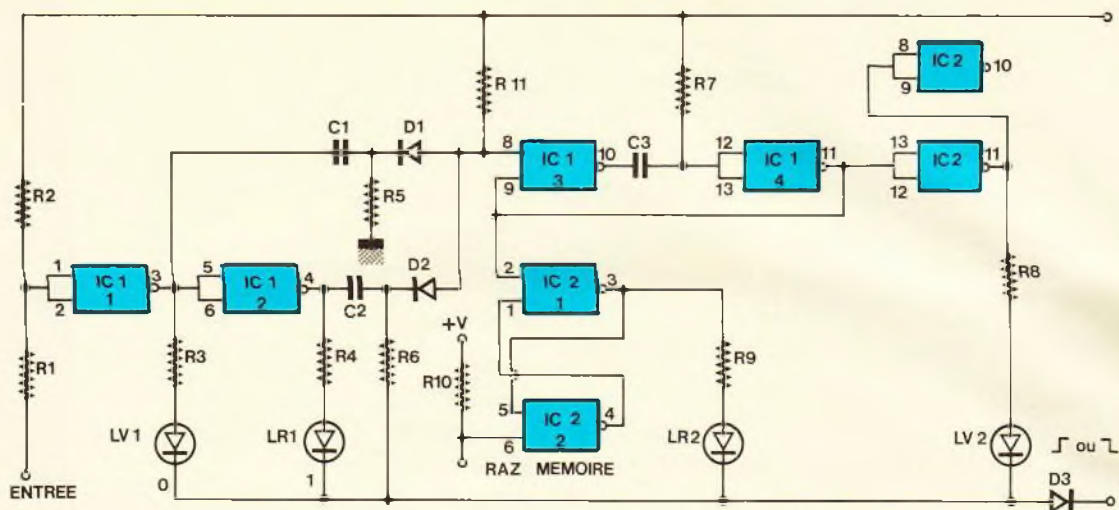 R2
R 11
R7
8
IC 2
10
9
C1
D1
8
IC 1
10
9
3
C3
12
IC 1
11
13
4
13
IC2
11
12
R5
1
IC 1
3
2
1
5
IC 1
4
6
2
C2
D2
2
IC 2
3
1
1
R8
+V
R1
R3
R4
R6
R10
R9
5
IC 2
4
6
2
LV 1
LR1
LR2
LV 2
ou
D3
ENTREE
0
1
RAZ MEMOIRE